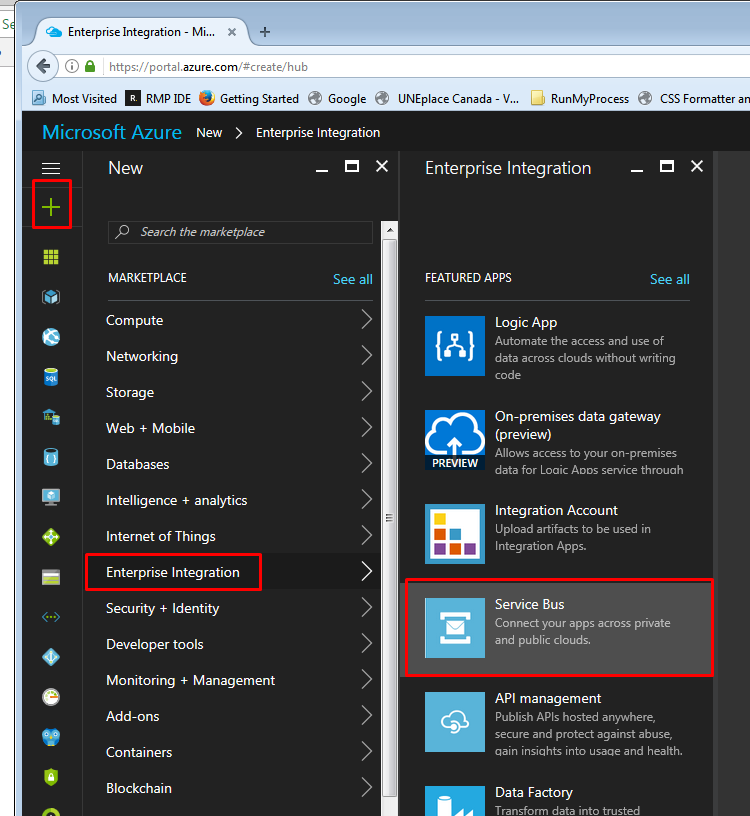 Se
Enterprise Integration - Mi...
https://portal.azure.com/#create/hub
Most Visited
RMP IDE
Getting Started
Google
UNEplace Canada - V...
RunMyProcess
CSS Formatter an
Microsoft Azure
New
Enterprise Integration
New
Search the marketplace
MARKETPLACE
See all
Compute
Networking
Storage
Web + Mobile
Databases
Intelligence + analytics
Internet of Things
Enterprise Integration
Security + Identity
Developer tools
Monitoring + Management
Add-ons
Containers
Blockchain
SQL
Enterprise Integration
FEATURED APPS
See all
Logic App
Automate the access and use of
data across clouds without writing
code
PREVIEW
On-premises data gateway
(preview)
Allows access to your on-premises
data for Logic Apps service through
Integration Account
Upload artifacts to be used in
Integration Apps.
Service Bus
Connect your apps across private
and public clouds.
API management
Publish APIs hosted anywhere,
secure and protect against abuse,
gain insights into usage and health.
Data Factory
Transform data into trusted